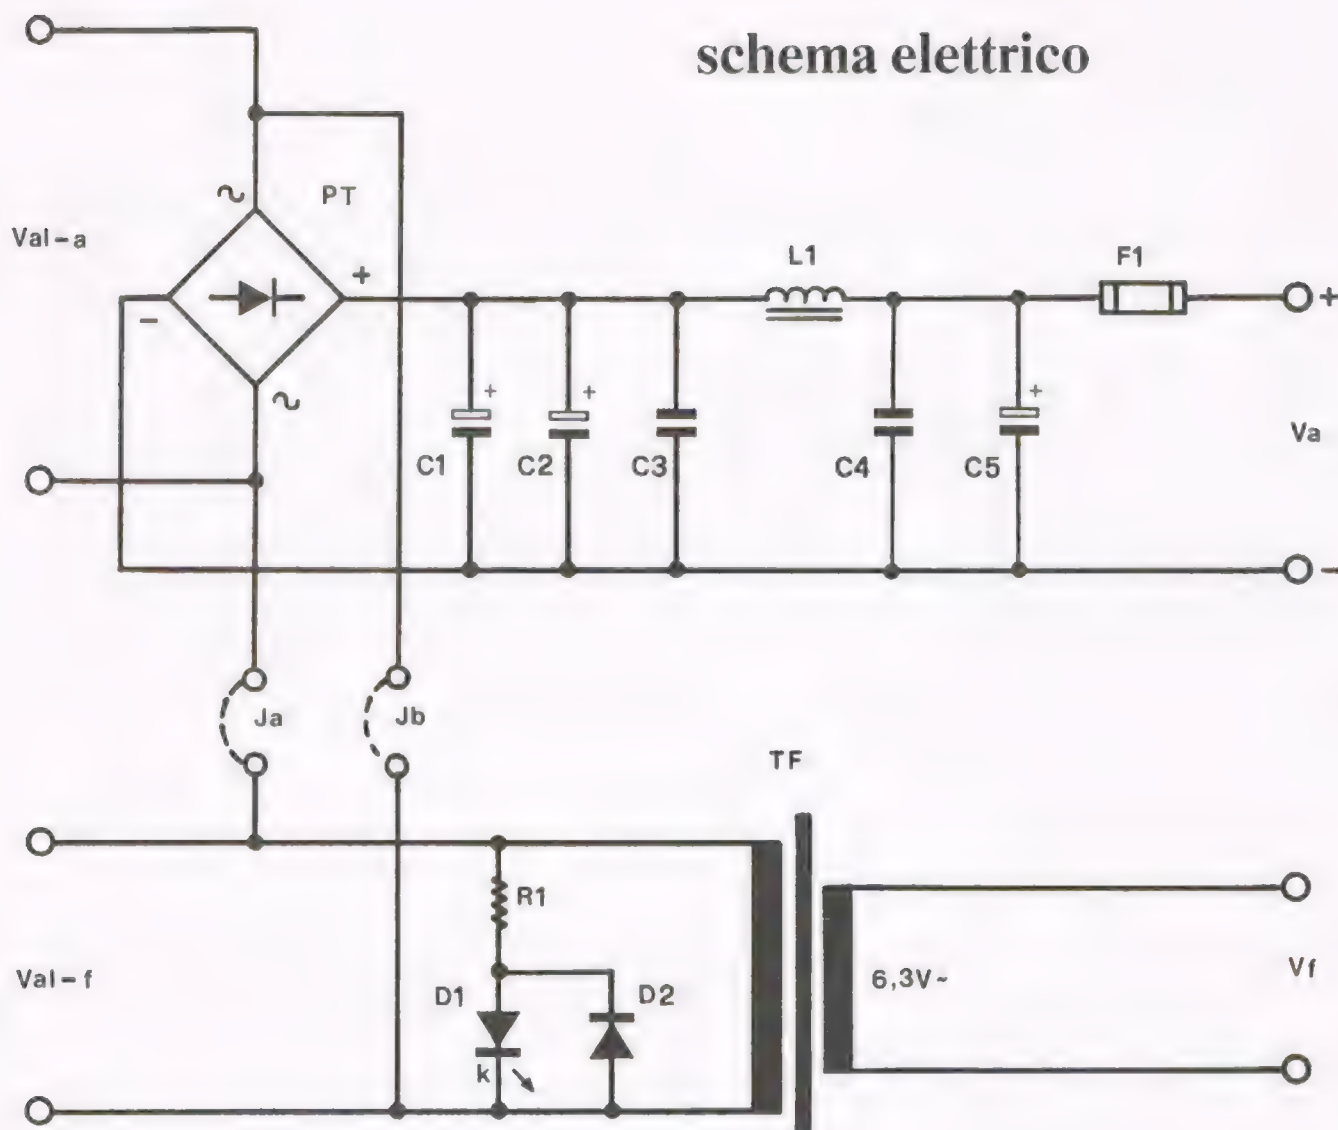 schema elettrico
PT
Val-a
+
-
L1
F1
+
+
+
+
C1
C2
C3
C4
C5
Va
-
Ja
Jb
TF
R1
Val-f
D1
D2
k
6,3V~
Vf